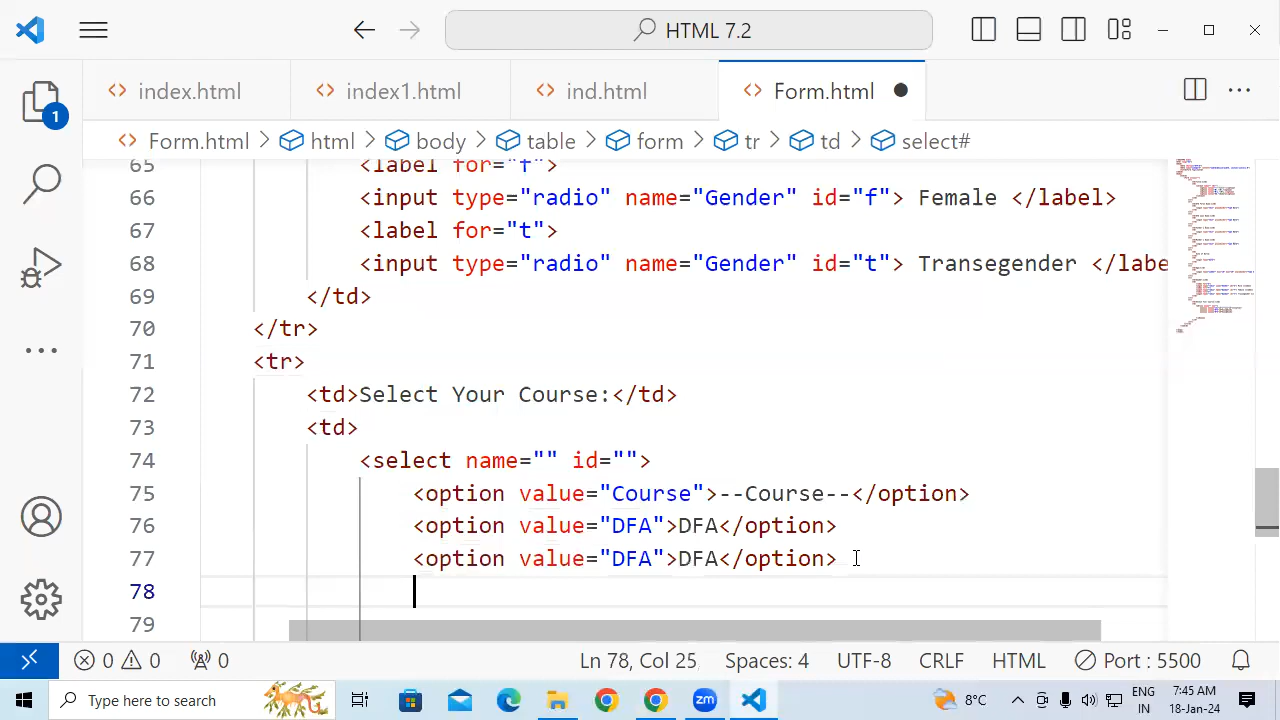 HTML 7.2
index.html
index1.html
ind.html
Form.html
Form.html > html > body > table > form > tr > td > select#
1
65 <label for="f">
66 <input type="radio" name="Gender" id="f"> Female </label>
67 <label for="t">
68 <input type="radio" name="Gender" id="t"> Transegender </labe
69 </td>
70 </tr>
71 <tr>
72 <td>Select Your Course:</td>
73 <td>
74 <select name="" id="">
75 <option value="Course">--Course--</option>
76 <option value="DFA">DFA</option>
77 <option value="DFA">DFA</option>
78
79
0 0 0 Ln 78, Col 25 Spaces: 4 UTF-8 CRLF HTML Port : 5500
Type here to search
zm
8°C
ENG
IN
7:45 AM
18-Jan-24